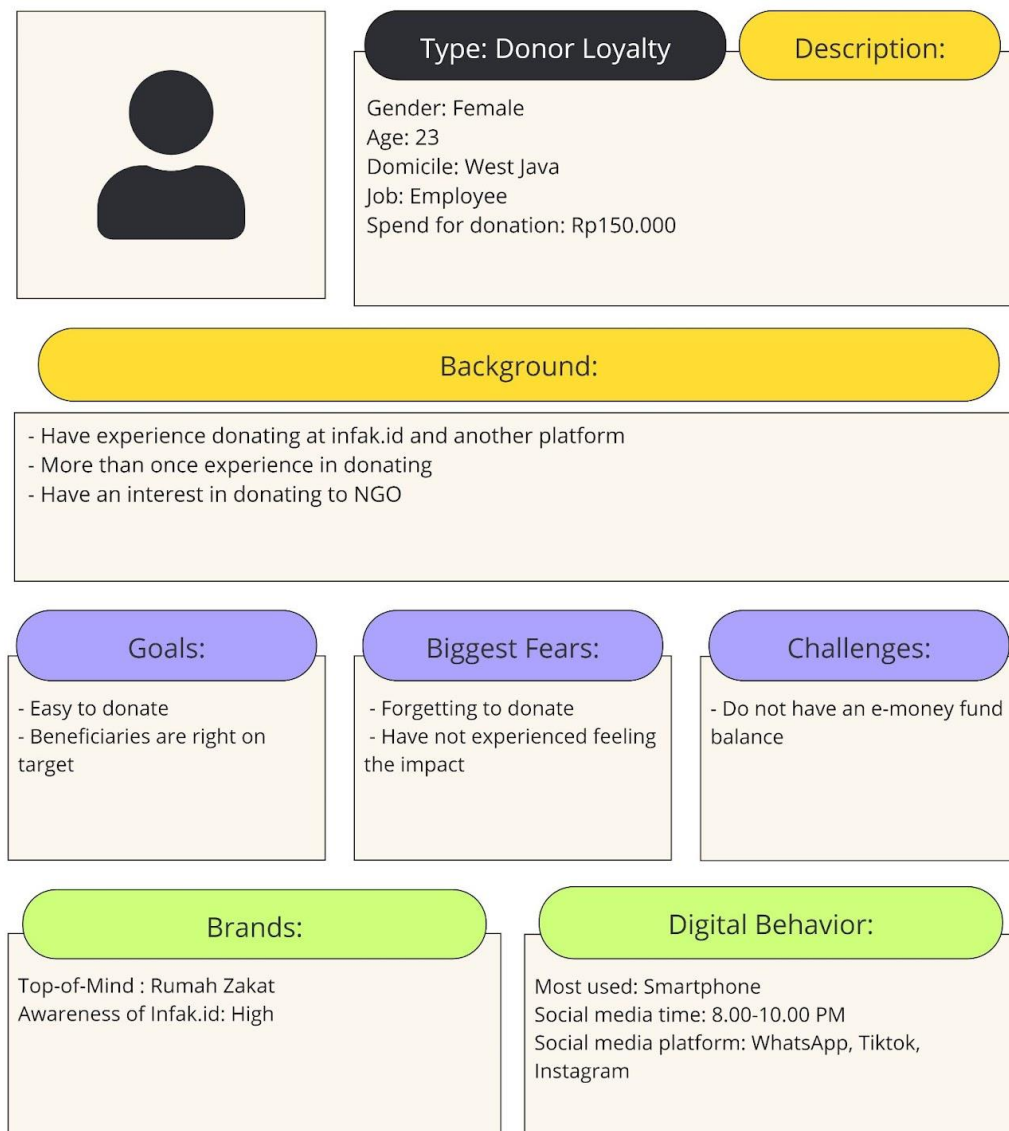 Type: Donor Loyalty
Description:
Gender: Female
Age: 23
Domicile: West Java
Job: Employee
Spend for donation: Rp150.000
Background:
- Have experience donating at infak.id and another platform
- More than once experience in donating
- Have an interest in donating to NGO
Goals:
- Easy to donate
- Beneficiaries are right on
target
Biggest Fears:
- Forgetting to donate
- Have not experienced feeling
the impact
Challenges:
- Do not have an e-money fund
balance
Brands:
Top-of-Mind : Rumah Zakat
Awareness of Infak.id: High
Digital Behavior:
Most used: Smartphone
Social media time: 8.00-10.00 PM
Social media platform: WhatsApp, Tiktok,
Instagram